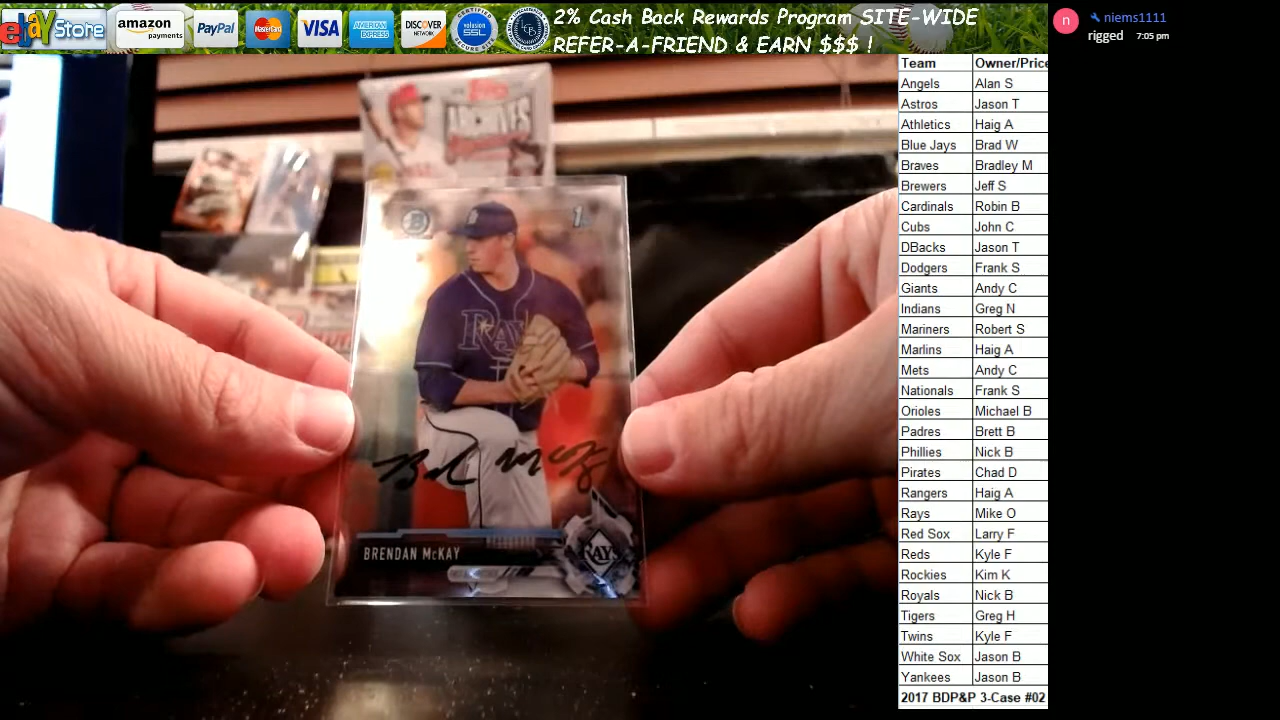 ebay Store
amazon
payments
PayPal
MasterCard
VISA
AMERICAN
EXPRESS
DISCOVER
NETWORK
volusion
SSL
2% Cash Back Rewards Program SITE-WIDE
REFER-A-FRIEND & EARN $$$ !
n
niems1111
rigged 7:05 pm
Topps
ARCHIVES
1st
RAYS
BRENDAN McKAY
RAYS
Team Owner/Price
Angels Alan S
Astros Jason T
Athletics Haig A
Blue Jays Brad W
Braves Bradley M
Brewers Jeff S
Cardinals Robin B
Cubs John C
DBacks Jason T
Dodgers Frank S
Giants Andy C
Indians Greg N
Mariners Robert S
Marlins Haig A
Mets Andy C
Nationals Frank S
Orioles Michael B
Padres Brett B
Phillies Nick B
Pirates Chad D
Rangers Haig A
Rays Mike O
Red Sox Larry F
Reds Kyle F
Rockies Kim K
Royals Nick B
Tigers Greg H
Twins Kyle F
White Sox Jason B
Yankees Jason B
2017 BDP&P 3-Case #02